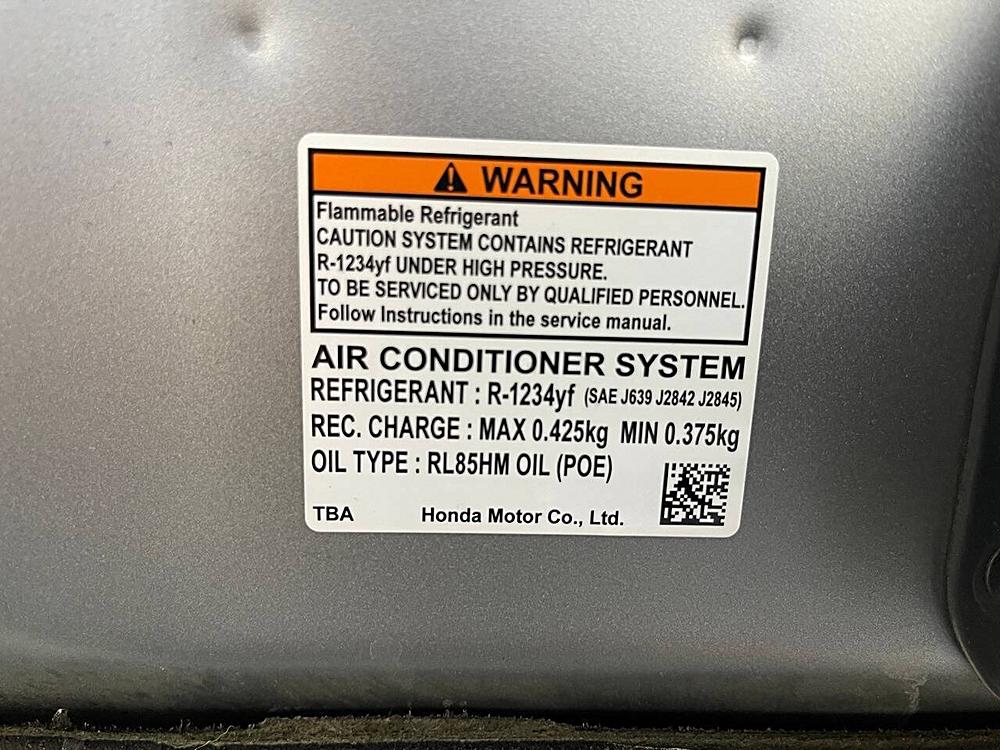 WARNING
Flammable Refrigerant
CAUTION SYSTEM CONTAINS REFRIGERANT
R-1234yf UNDER HIGH PRESSURE.
TO BE SERVICED ONLY BY QUALIFIED PERSONNEL.
Follow Instructions in the service manual.
AIR CONDITIONER SYSTEM
REFRIGERANT : R-1234yf (SAE J639 J2842 J2845)
REC. CHARGE : MAX 0.425kg MIN 0.375kg
OIL TYPE : RL85HM OIL (POE)
TBA Honda Motor Co., Ltd.